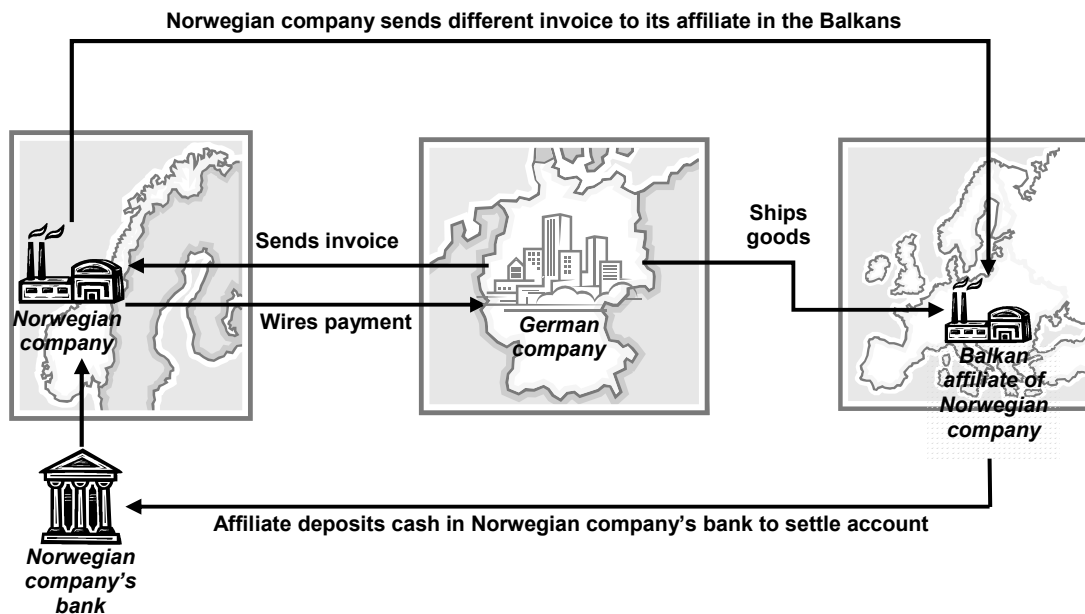 Norwegian company sends different invoice to its affiliate in the Balkans
Sends invoice
Wires payment
Ships
goods
Norwegian
company
German
company
Balkan
affiliate of
Norwegian
company
Affiliate deposits cash in Norwegian company’s bank to settle account
Norwegian
company’s
bank